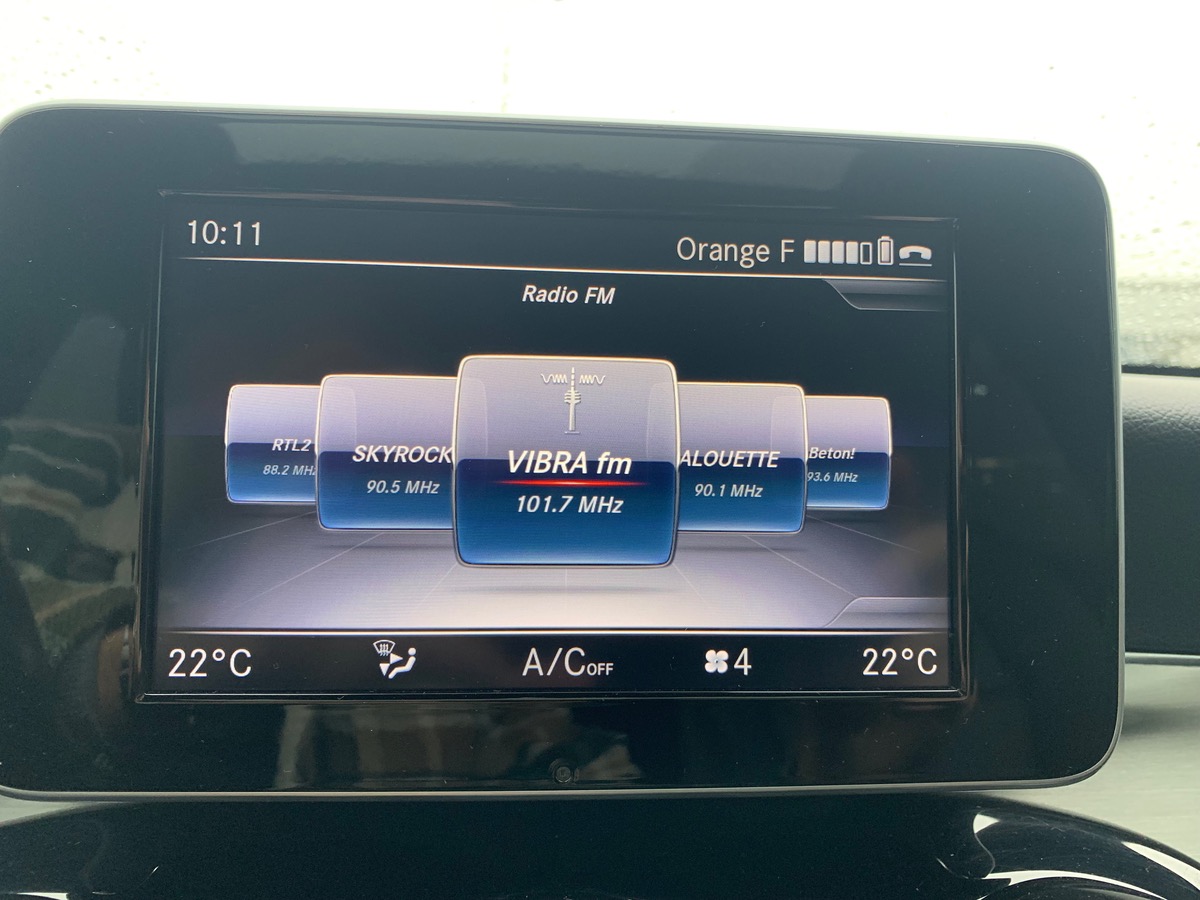 10:11
Orange F
Radio FM
RTL2
88.2 MHz
SKYROCK
90.5 MHz
VIBRA fm
101.7 MHz
ALOUETTE
90.1 MHz
Beton!
93.6 MHz
22°C
A/C OFF
4
22°C